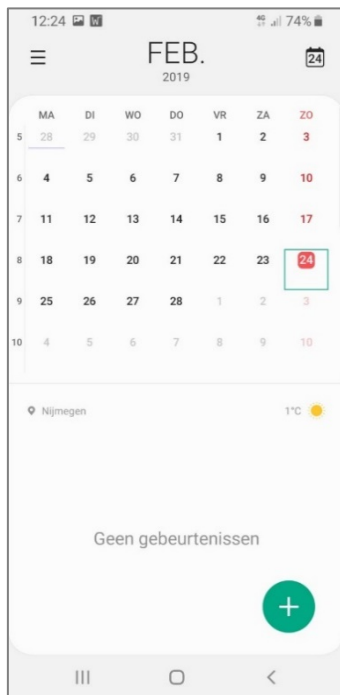 12:24 W 4G 74%
FEB.
24
2019
MA DI WO DO VR ZA ZO
5 28 29 30 31 1 2 3
6 4 5 6 7 8 9 10
7 11 12 13 14 15 16 17
8 18 19 20 21 22 23 24
9 25 26 27 28 1 2 3
10 4 5 6 7 8 9 10
Nijmegen 1°C
Geen gebeurtenissen
+